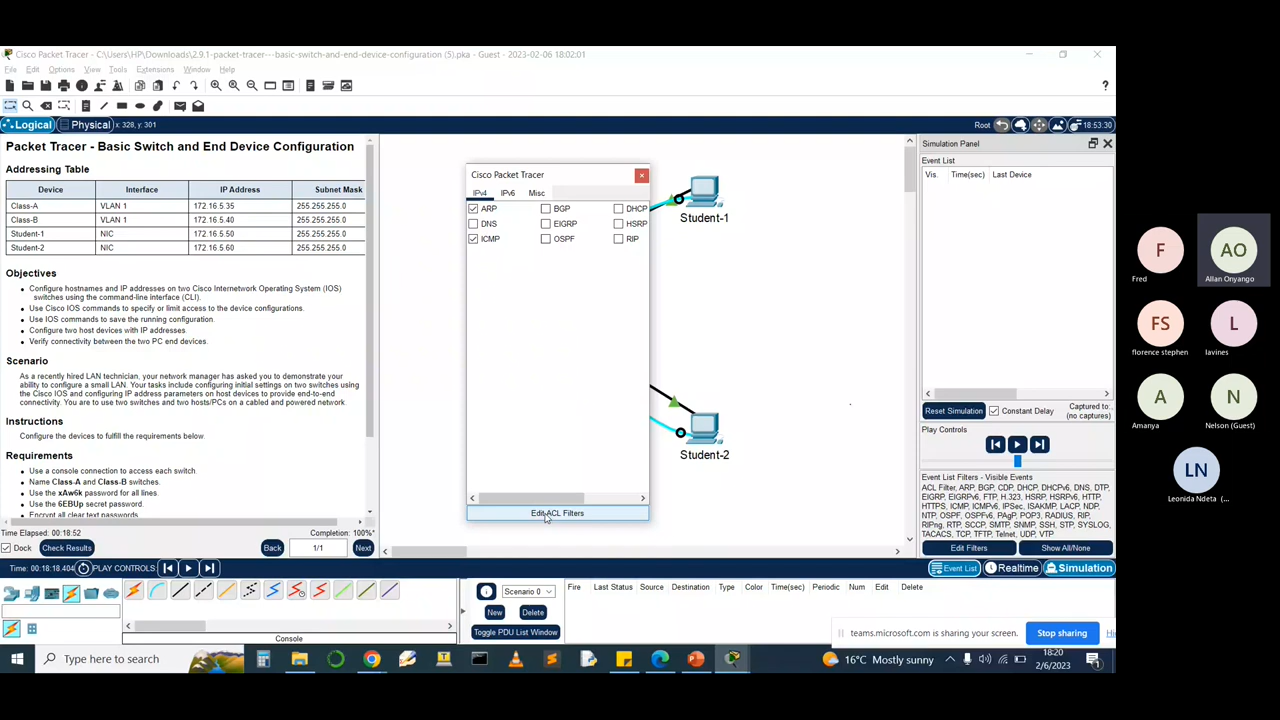 Cisco Packet Tracer - C:\Users\HP\Downloads\2.9.1-packet-tracer---basic-switch-and-end-device-configuration (5).pka - Guest - 2023-02-06 18:02:01
File Edit Options View Tools Extensions Window Help
?
Logical Physical x: 328, y: 301 Root 18:53:30
Packet Tracer - Basic Switch and End Device Configuration
Addressing Table
Device Interface IP Address Subnet Mask
Class-A VLAN 1 172.16.5.35 255.255.255.0
Class-B VLAN 1 172.16.5.40 255.255.255.0
Student-1 NIC 172.16.5.50 255.255.255.0
Student-2 NIC 172.16.5.60 255.255.255.0
Objectives
Configure hostnames and IP addresses on two Cisco Internetwork Operating System (IOS)
switches using the command-line interface (CLI).
Use Cisco IOS commands to specify or limit access to the device configurations.
Use IOS commands to save the running configuration.
Configure two host devices with IP addresses.
Verify connectivity between the two PC end devices.
Scenario
As a recently hired LAN technician, your network manager has asked you to demonstrate your
ability to configure a small LAN. Your tasks include configuring initial settings on two switches
using the Cisco IOS and configuring IP address parameters on host devices to provide end-to-end
connectivity. You are to use two switches and two hosts/PCs on a cabled and powered network.
Instructions
Configure the devices to fulfill the requirements below.
Requirements
Use a console connection to access each switch.
Name Class-A and Class-B switches.
Use the xAw6k password for all lines.
Use the 6EBUp secret password.
Encrypt all clear text passwords.
Time Elapsed: 00:18:52 Completion: 100%
Dock Check Results Back 1/1 Next
Cisco Packet Tracer
IPv4 IPv6 Misc
ARP BGP DHCP
DNS EIGRP HSRP
ICMP OSPF RIP
Edit ACL Filters
Student-1
Student-2
Simulation Panel
Event List
Vis. Time(sec) Last Device
Reset Simulation Constant Delay Captured to:
(no captures)
Play Controls
Event List Filters - Visible Events
ACL Filter, ARP, BGP, CDP, DHCP, DHCPv6, DNS, DTP,
EIGRP, EIGRPv6, FTP, H.323, HSRP, HSRPv6, HTTP,
HTTPS, ICMP, ICMPv6, IPSec, ISAKMP, LACP, NDP,
NTP, OSPF, OSPFv6, PAgP, POP3, RADIUS, RIP,
RIPng, RTP, SCCP, SMTP, SNMP, SSH, STP, SYSLOG,
TACACS, TCP, TFTP, Telnet, UDP, VTP
Edit Filters Show All/None
Event List Realtime Simulation
Time: 00:18:18.404 PLAY CONTROLS:
Console
Scenario 0
New Delete
Toggle PDU List Window
Fire Last Status Source Destination Type Color Time(sec) Periodic Num Edit Delete
teams.microsoft.com is sharing your screen. Stop sharing Hi
Type here to search
16°C Mostly sunny
18:20
2/6/2023
1
F
Fred
AO
Allan Onyango
FS
florence stephen
L
lavines
A
Amanya
N
Nelson (Guest)
LN
Leonida Ndeta (...